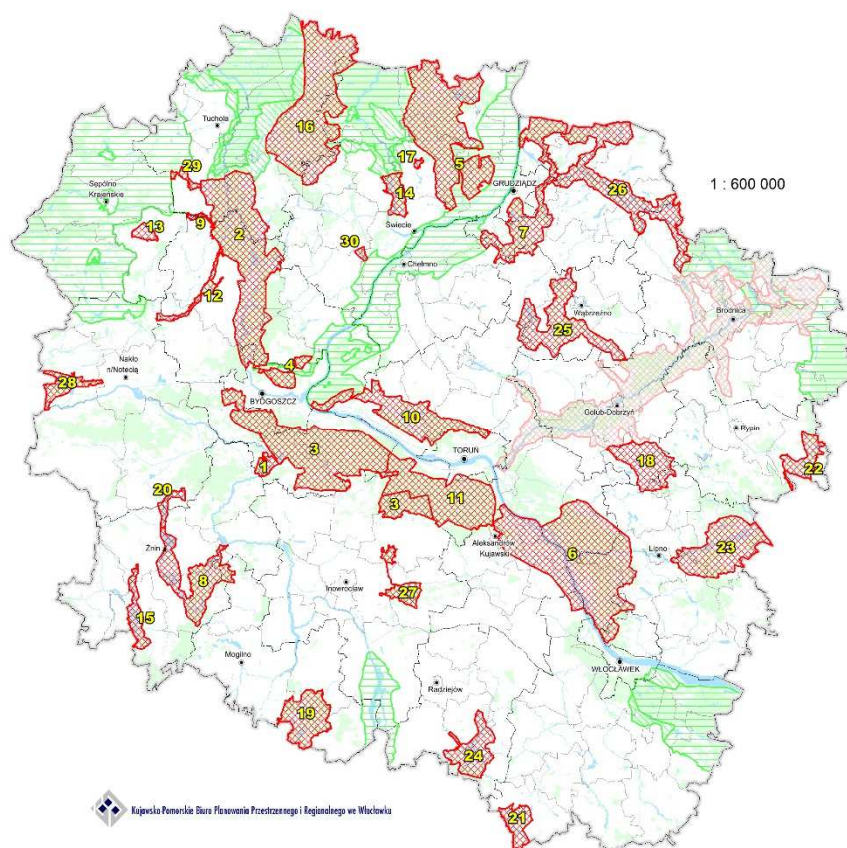 Tuchola
16
29
17
5
GRUDZIĄDZ
Sępólno
Krajeńskie
14
26
1 : 600 000
13
9
2
30
Świecie
7
Chełmno
12
25
Wąbrzeźno
Brodnica
4
28
Nakło
n/Notecią
BYDGOSZCZ
10
Golub-Dobrzyń
Rypin
3
1
TORUŃ
18
22
20
3
11
Żnin
Aleksandrów
Kujawski
6
Lipno
23
8
Inowrocław
27
15
Mogilno
WŁOCŁAWEK
Radziejów
19
24
21
Kujawsko-Pomorskie Biuro Planowania Przestrzennego i Regionalnego we Włocławku